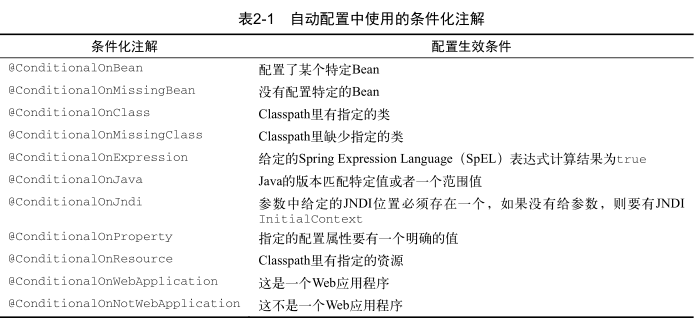 表2-1 自动配置中使用的条件化注解
条件化注解 配置生效条件
@ConditionalOnBean 配置了某个特定Bean
@ConditionalOnMissingBean 没有配置特定的Bean
@ConditionalOnClass Classpath里有指定的类
@ConditionalOnMissingClass Classpath里缺少指定的类
@ConditionalOnExpression 给定的Spring Expression Language（SpEL）表达式计算结果为true
@ConditionalOnJava Java的版本匹配特定值或者一个范围值
@ConditionalOnJndi 参数中给定的JNDI位置必须存在一个，如果没有给参数，则要有JNDI
InitialContext
@ConditionalOnProperty 指定的配置属性要有一个明确的值
@ConditionalOnResource Classpath里有指定的资源
@ConditionalOnWebApplication 这是一个Web应用程序
@ConditionalOnNotWebApplication 这不是一个Web应用程序